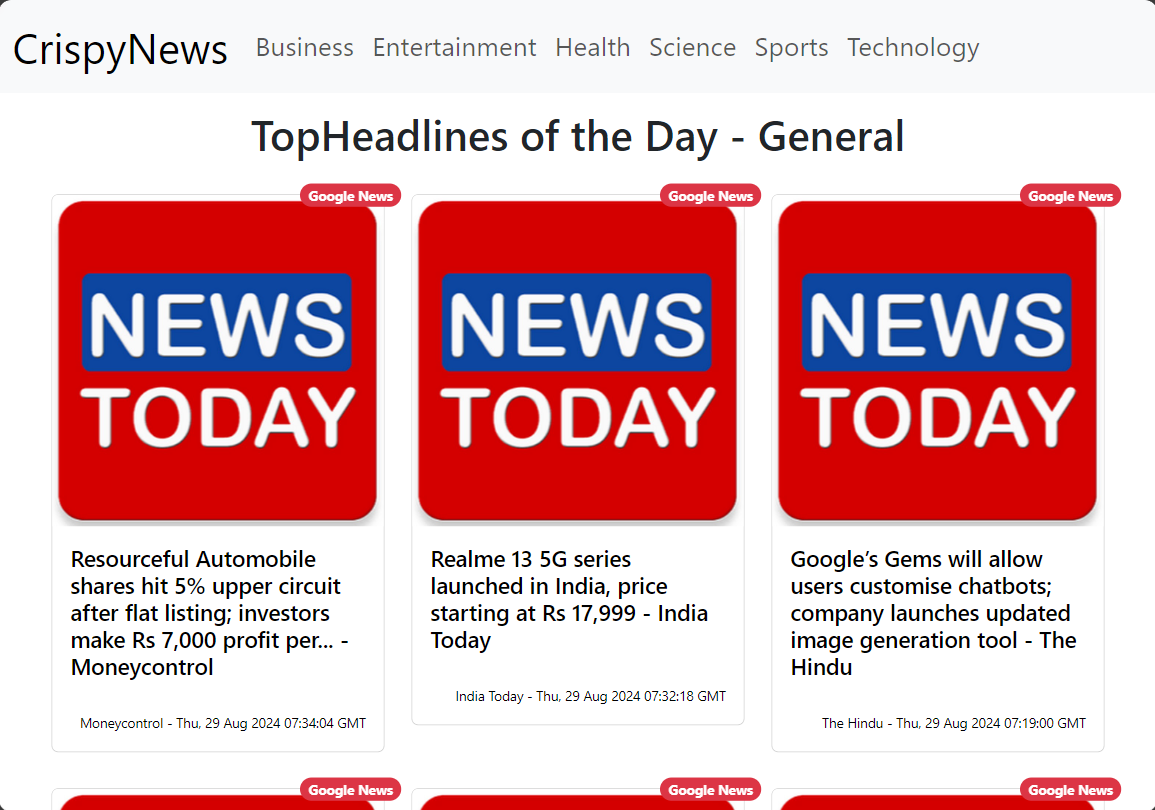 CrispyNews Business Entertainment Health Science Sports Technology
TopHeadlines of the Day - General
Google News
NEWS
TODAY
Resourceful Automobile
shares hit 5% upper circuit
after flat listing; investors
make Rs 7,000 profit per... -
Moneycontrol
Moneycontrol - Thu, 29 Aug 2024 07:34:04 GMT
Google News
NEWS
TODAY
Realme 13 5G series
launched in India, price
starting at Rs 17,999 - India
Today
India Today - Thu, 29 Aug 2024 07:32:18 GMT
Google News
NEWS
TODAY
Google’s Gems will allow
users customise chatbots;
company launches updated
image generation tool - The
Hindu
The Hindu - Thu, 29 Aug 2024 07:19:00 GMT
Google News
Google News
Google News